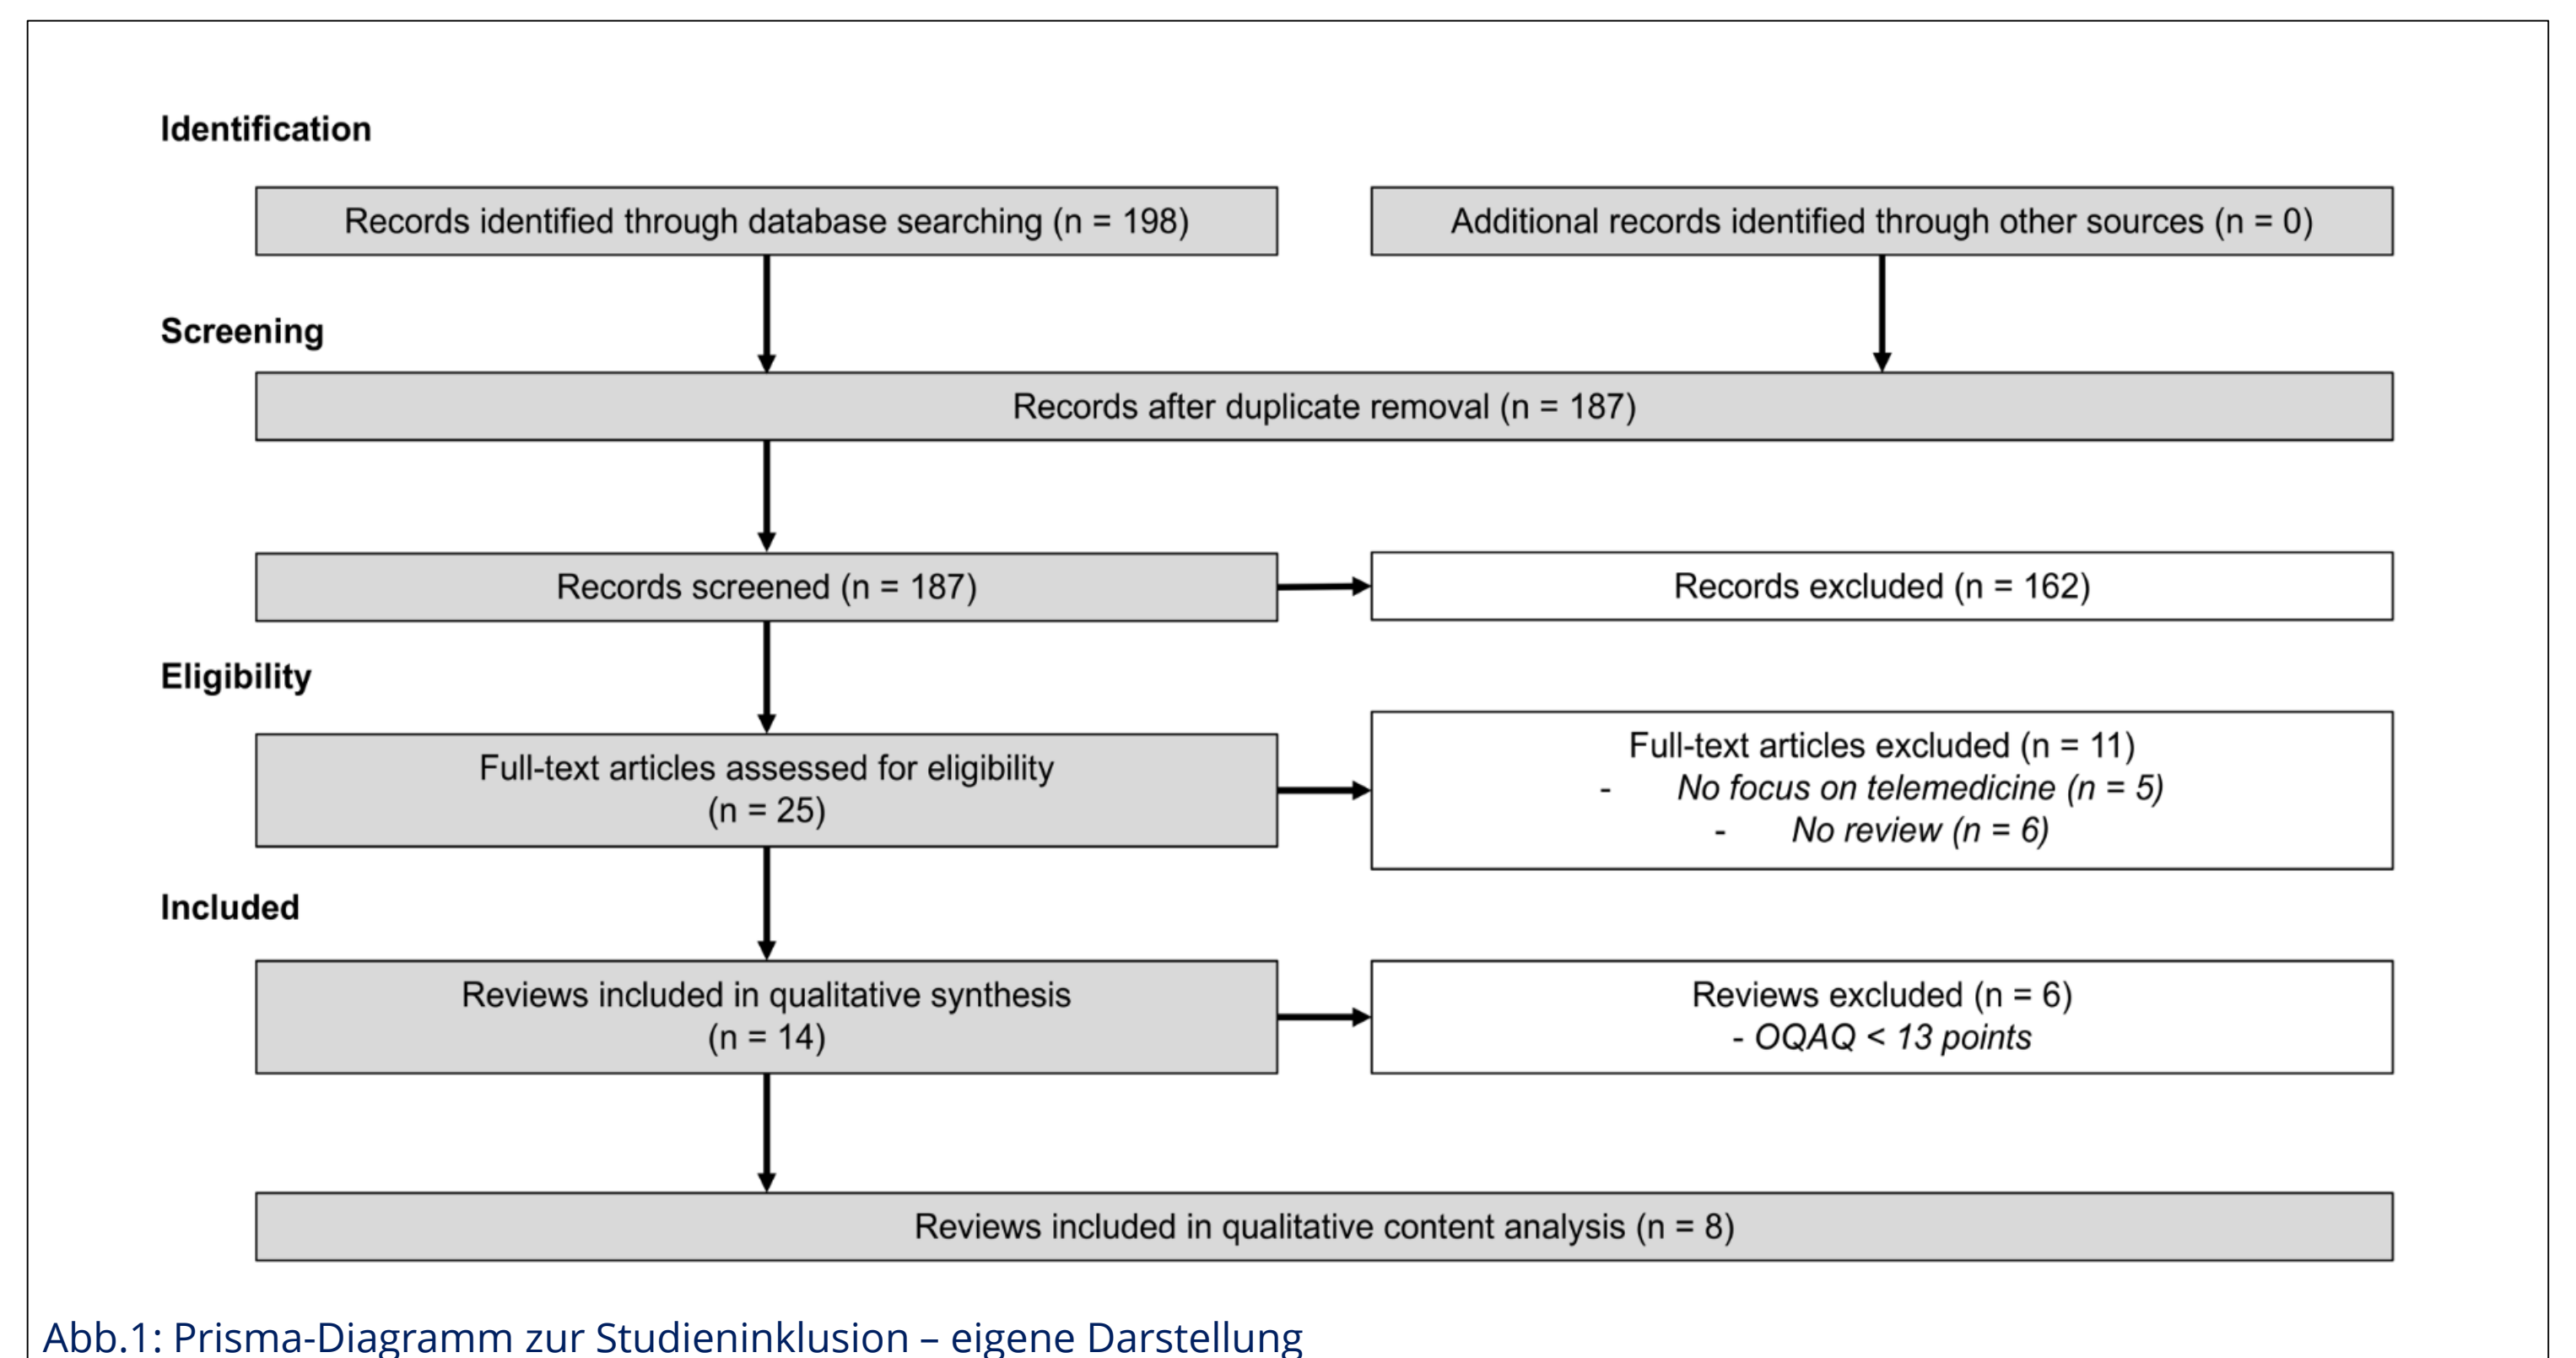 Identification
Records identified through database searching (n = 198)
Additional records identified through other sources (n = 0)
Screening
Records after duplicate removal (n = 187)
Records screened (n = 187)
Records excluded (n = 162)
Eligibility
Full-text articles assessed for eligibility
(n = 25)
Full-text articles excluded (n = 11)
- No focus on telemedicine (n = 5)
- No review (n = 6)
Included
Reviews included in qualitative synthesis
(n = 14)
Reviews excluded (n = 6)
- OQAQ < 13 points
Reviews included in qualitative content analysis (n = 8)
Abb.1: Prisma-Diagramm zur Studieninklusion – eigene Darstellung